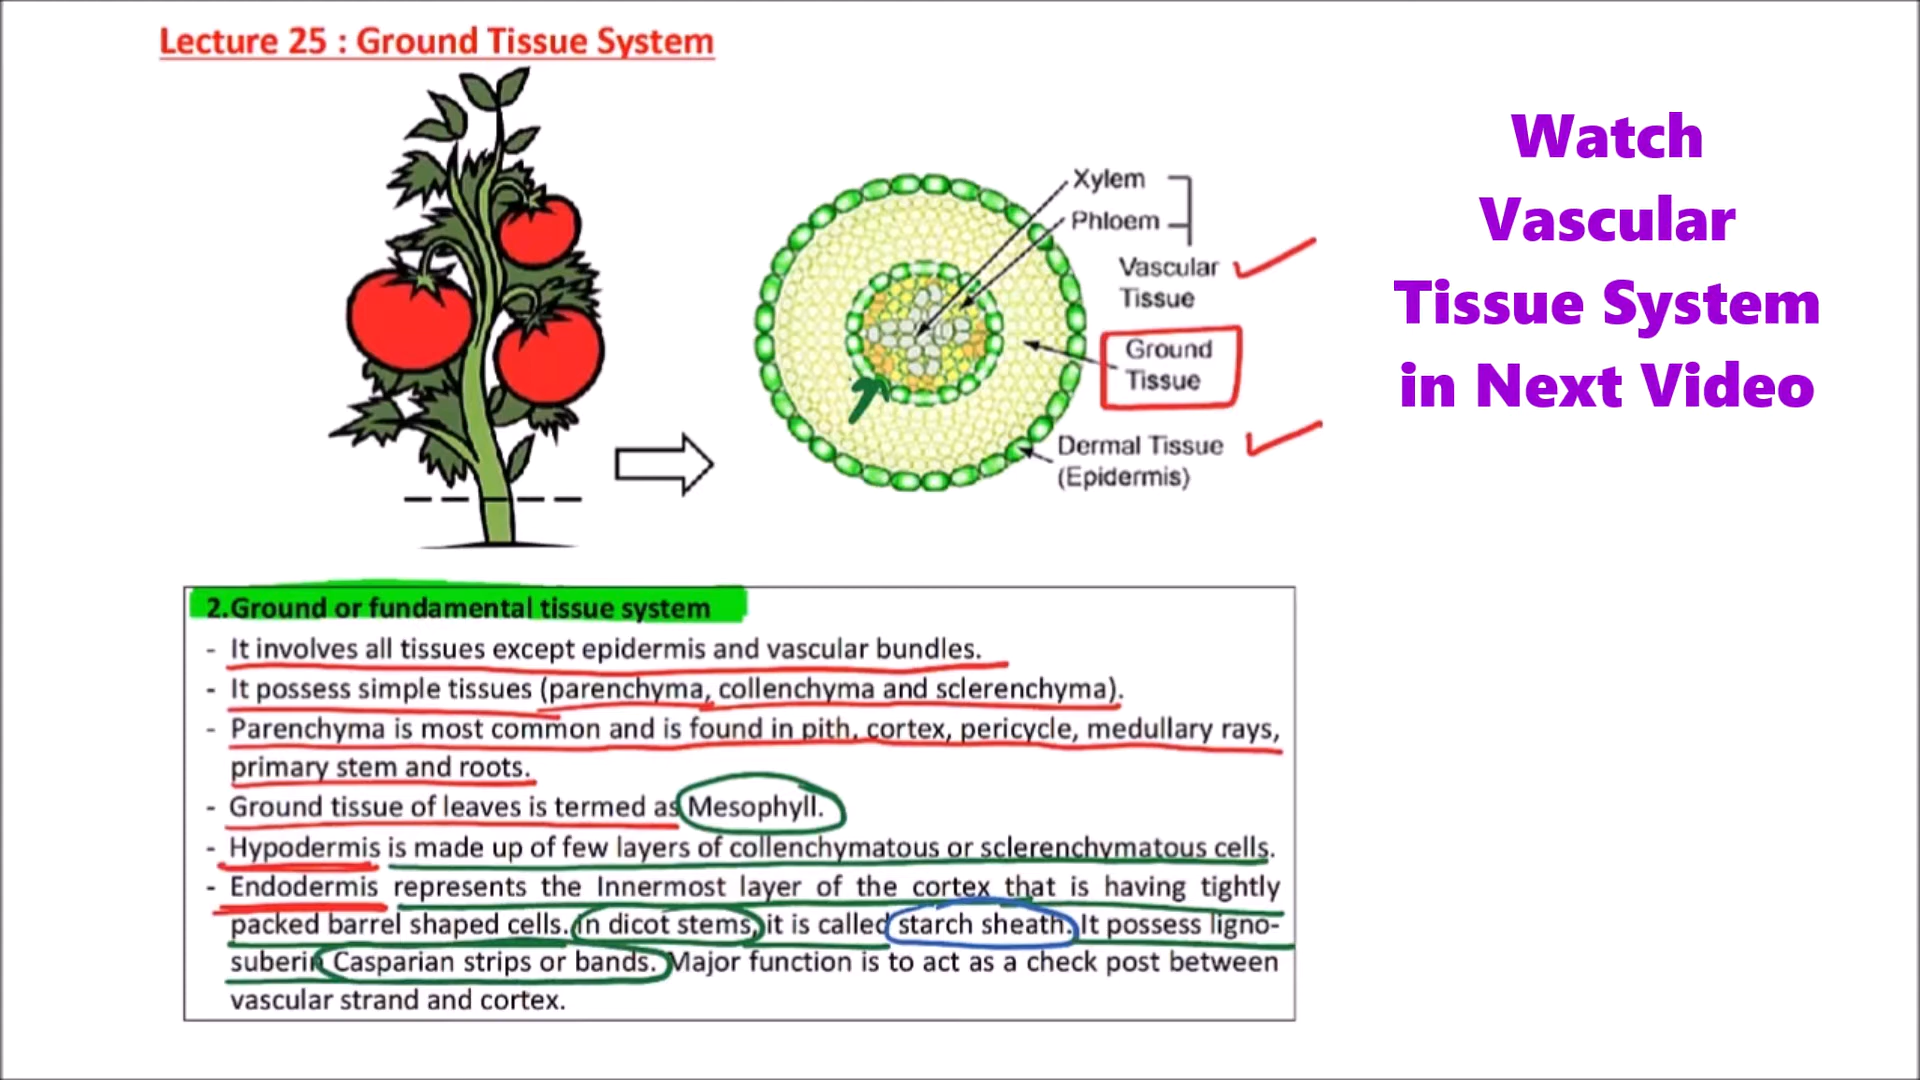 Lecture 25 : Ground Tissue System
Xylem
Phloem
Vascular
Tissue
Ground
Tissue
Dermal Tissue
(Epidermis)
Watch
Vascular
Tissue System
in Next Video
2.Ground or fundamental tissue system
- It involves all tissues except epidermis and vascular bundles.
- It possess simple tissues (parenchyma, collenchyma and sclerenchyma).
- Parenchyma is most common and is found in pith, cortex, pericycle, medullary rays,
primary stem and roots.
- Ground tissue of leaves is termed as Mesophyll.
- Hypodermis is made up of few layers of collenchymatous or sclerenchymatous cells.
- Endodermis represents the Innermost layer of the cortex that is having tightly
packed barrel shaped cells. In dicot stems, it is called starch sheath. It possess ligno-
suberin Casparian strips or bands. Major function is to act as a check post between
vascular strand and cortex.